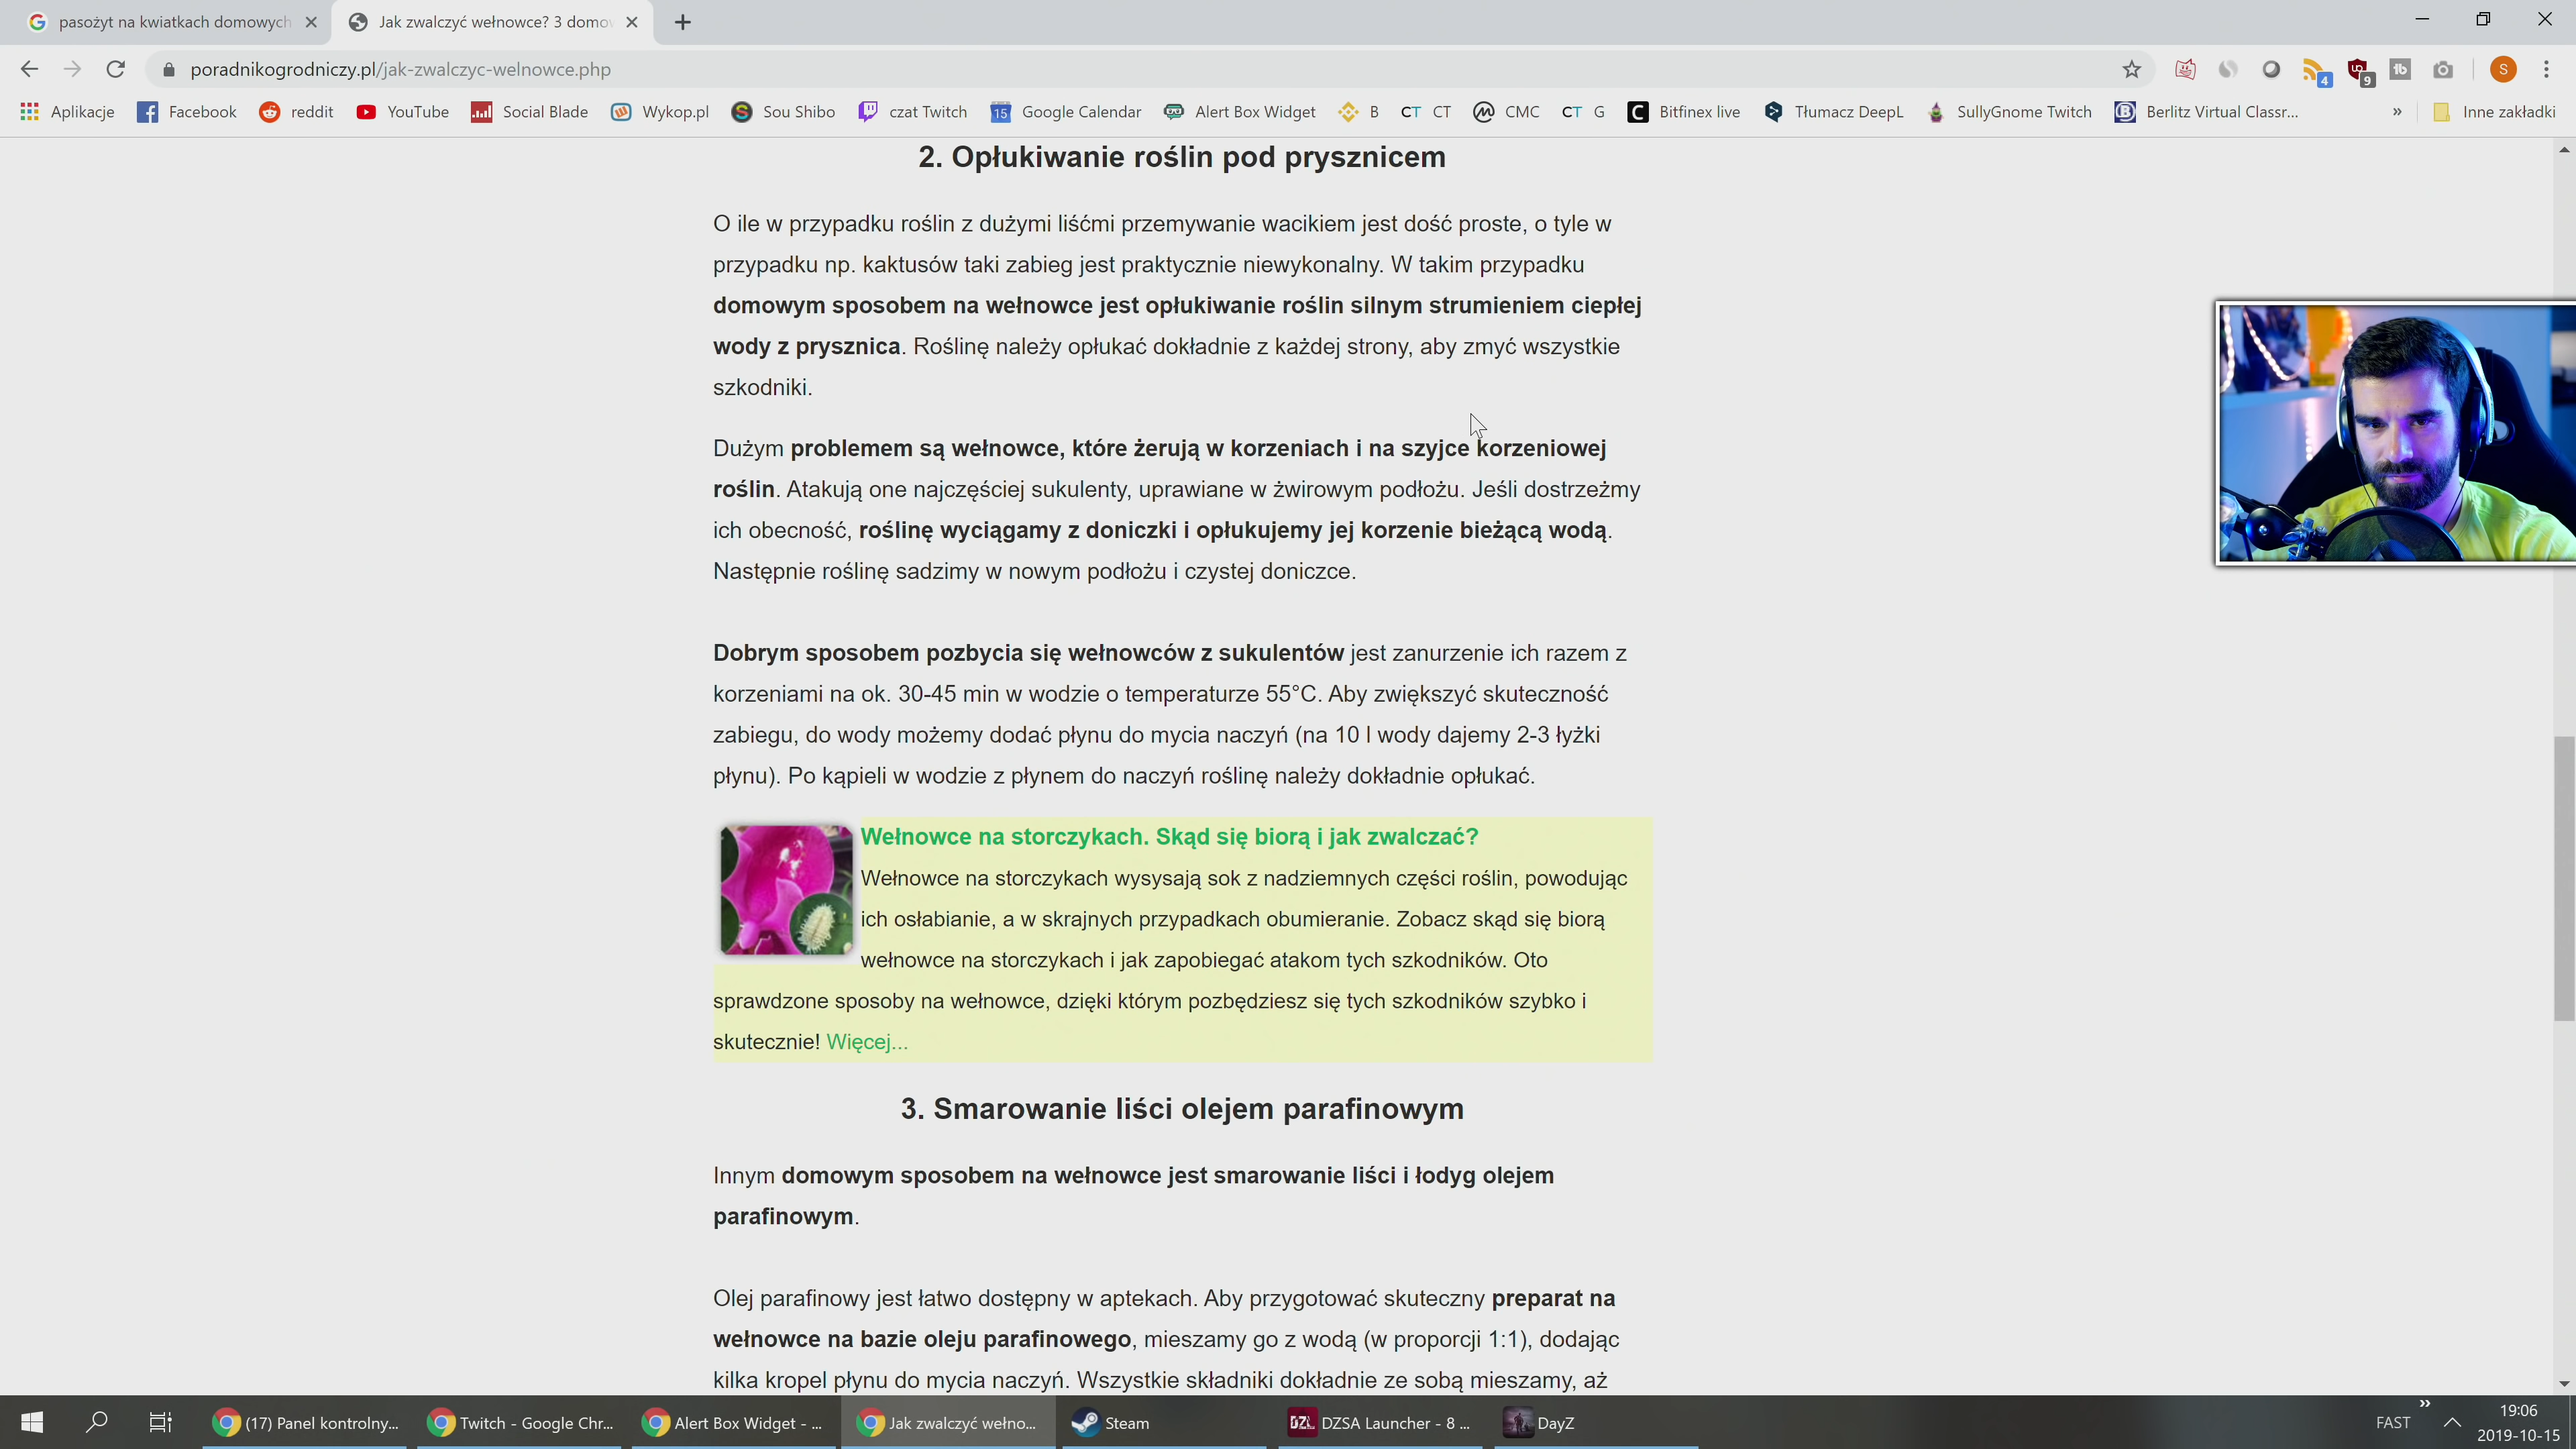 pasożyt na kwiatkach domowych
Jak zwalczyć wełnowce? 3 domo
poradnikogrodniczy.pl/jak-zwalczyc-welnowce.php
4
9
S
Aplikacje Facebook reddit YouTube Social Blade Wykop.pl Sou Shibo czat Twitch 15 Google Calendar Alert Box Widget B CT CT CMC CT G Bitfinex live Tłumacz DeepL SullyGnome Twitch Berlitz Virtual Classr... » Inne zakładki
2. Opłukiwanie roślin pod prysznicem
O ile w przypadku roślin z dużymi liśćmi przemywanie wacikiem jest dość proste, o tyle w
przypadku np. kaktusów taki zabieg jest praktycznie niewykonalny. W takim przypadku
domowym sposobem na wełnowce jest opłukiwanie roślin silnym strumieniem ciepłej
wody z prysznica. Roślinę należy opłukać dokładnie z każdej strony, aby zmyć wszystkie
szkodniki.
Dużym problemem są wełnowce, które żerują w korzeniach i na szyjce korzeniowej
roślin. Atakują one najczęściej sukulenty, uprawiane w żwirowym podłożu. Jeśli dostrzeżmy
ich obecność, roślinę wyciągamy z doniczki i opłukujemy jej korzenie bieżącą wodą.
Następnie roślinę sadzimy w nowym podłożu i czystej doniczce.
Dobrym sposobem pozbycia się wełnowców z sukulentów jest zanurzenie ich razem z
korzeniami na ok. 30-45 min w wodzie o temperaturze 55°C. Aby zwiększyć skuteczność
zabiegu, do wody możemy dodać płynu do mycia naczyń (na 10 l wody dajemy 2-3 łyżki
płynu). Po kąpieli w wodzie z płynem do naczyń roślinę należy dokładnie opłukać.
Wełnowce na storczykach. Skąd się biorą i jak zwalczać?
Wełnowce na storczykach wysysają sok z nadziemnych części roślin, powodując
ich osłabianie, a w skrajnych przypadkach obumieranie. Zobacz skąd się biorą
wełnowce na storczykach i jak zapobiegać atakom tych szkodników. Oto
sprawdzone sposoby na wełnowce, dzięki którym pozbędziesz się tych szkodników szybko i
skutecznie! Więcej...
3. Smarowanie liści olejem parafinowym
Innym domowym sposobem na wełnowce jest smarowanie liści i łodyg olejem
parafinowym.
Olej parafinowy jest łatwo dostępny w aptekach. Aby przygotować skuteczny preparat na
wełnowce na bazie oleju parafinowego, mieszamy go z wodą (w proporcji 1:1), dodając
kilka kropel płynu do mycia naczyń. Wszystkie składniki dokładnie ze sobą mieszamy, aż
(17) Panel kontrolny... Twitch - Google Chr... Alert Box Widget - ... Jak zwalczyć wełno... Steam DZSA Launcher - 8 ... DayZ
FAST »
19:06
2019-10-15